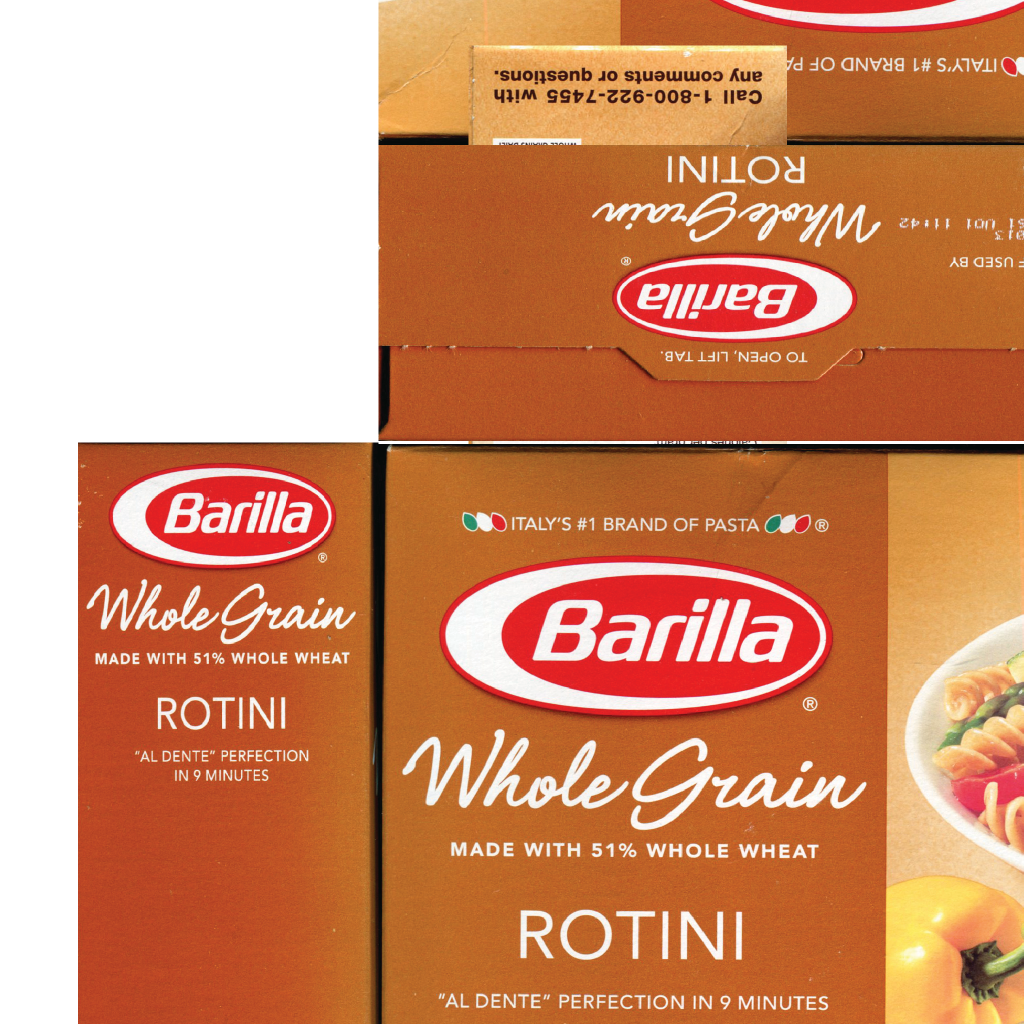 ITALY'S #1 BRAND OF
Call 1-800-922-7455 with
any comments or questions.
TO OPEN, LIFT TAB.
Barilla
®
Whole Grain
ROTINI
USED BY
11:42
Barilla
®
Whole Grain
MADE WITH 51% WHOLE WHEAT
ROTINI
"AL DENTE" PERFECTION
IN 9 MINUTES
ITALY'S #1 BRAND OF PASTA ®
Barilla
®
Whole Grain
MADE WITH 51% WHOLE WHEAT
ROTINI
"AL DENTE" PERFECTION IN 9 MINUTES